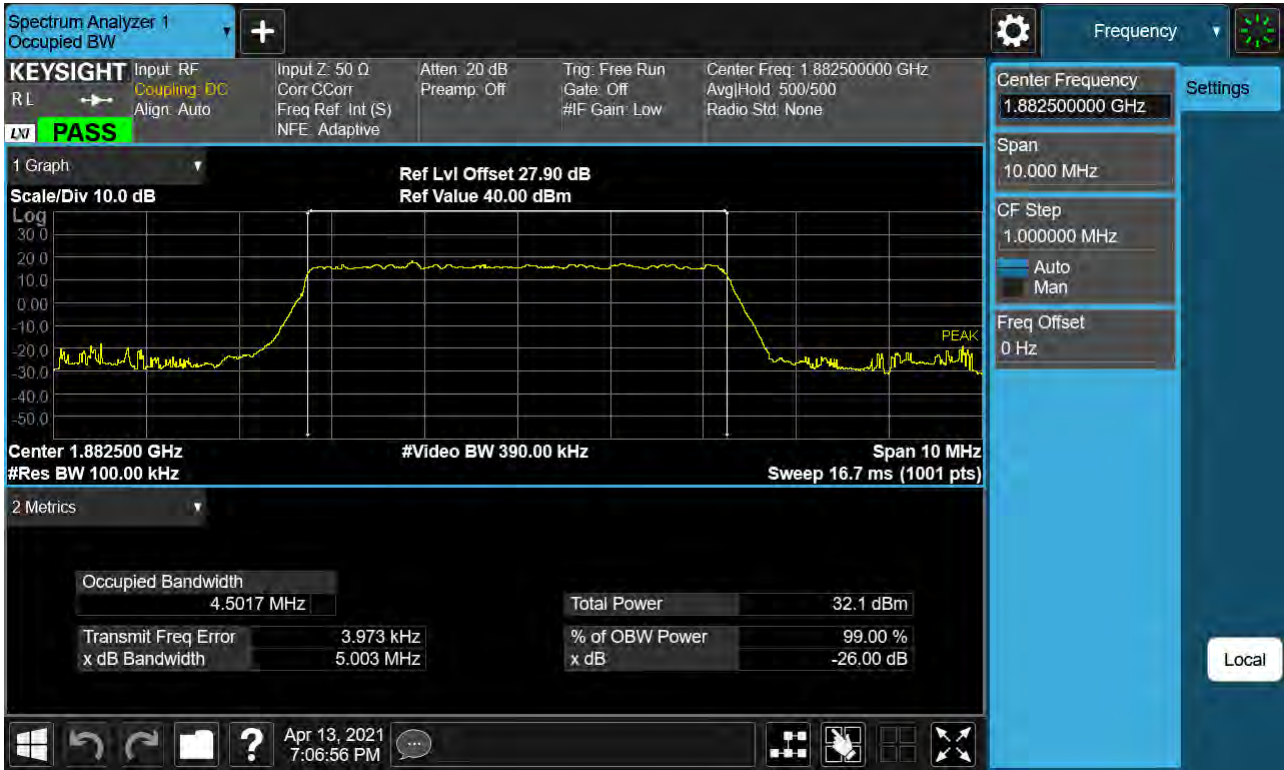 Spectrum Analyzer 1
Occupied BW
Frequency
KEYSIGHT
R L
LXI
PASS
Input: RF
Coupling: DC
Align: Auto
Input Z: 50 Ω
Corr CCorr
Freq Ref: Int (S)
NFE: Adaptive
Atten: 20 dB
Preamp: Off
Trig: Free Run
Gate: Off
#IF Gain: Low
Center Freq: 1.882500000 GHz
Avg|Hold: 500/500
Radio Std: None
Center Frequency
1.882500000 GHz
Settings
Span
10.000 MHz
CF Step
1.000000 MHz
Auto
Man
Freq Offset
0 Hz
Local
1 Graph
Scale/Div 10.0 dB
Ref Lvl Offset 27.90 dB
Ref Value 40.00 dBm
Log
30.0
20.0
10.0
0.00
-10.0
-20.0
-30.0
-40.0
-50.0
PEAK
Center 1.882500 GHz
#Video BW 390.00 kHz
Span 10 MHz
#Res BW 100.00 kHz
Sweep 16.7 ms (1001 pts)
2 Metrics
Occupied Bandwidth
4.5017 MHz
Total Power 32.1 dBm
Transmit Freq Error 3.973 kHz
% of OBW Power 99.00 %
x dB Bandwidth 5.003 MHz
x dB -26.00 dB
?
Apr 13, 2021
7:06:56 PM